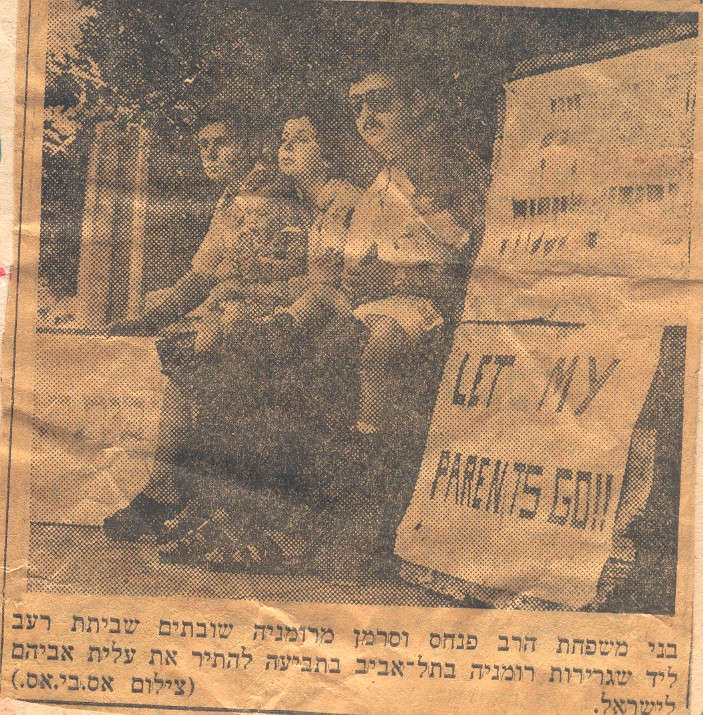 LET MY
PARENTS GO!!
בני משפחת הרב פנחס וסרמן מרומניה שובתים שביתת רעב
ליד שגרירות רומניה בתל-אביב בתביעה להתיר את עלית אביהם
לישראל. (צילום אס.בי.אס.)